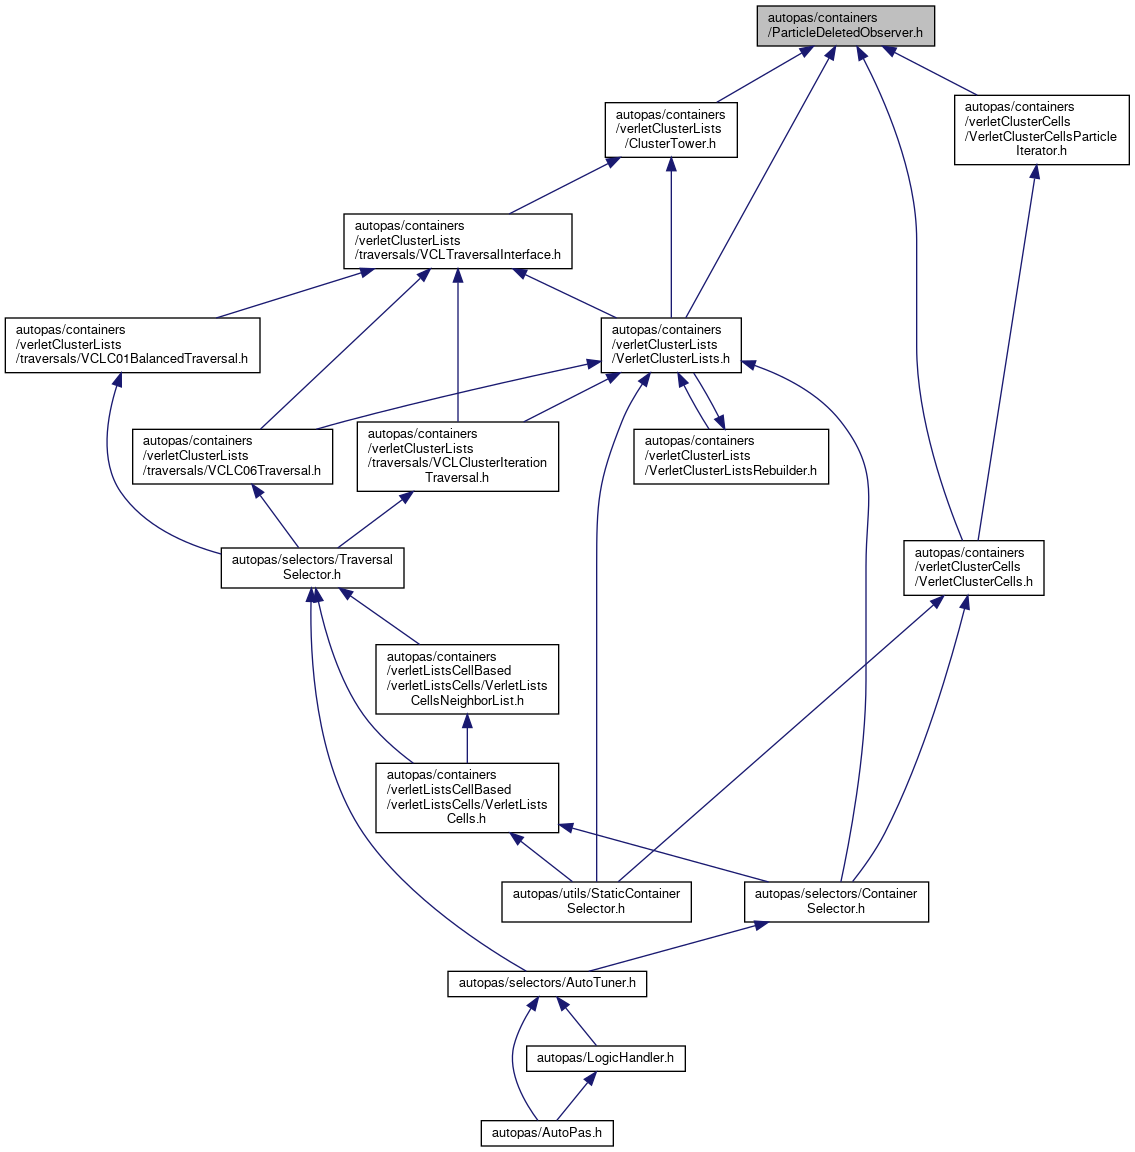 autopas/containers
/ParticleDeletedObserver.h
autopas/containers
/verletClusterLists
/ClusterTower.h
autopas/containers
/verletClusterCells
/VerletClusterCellsParticle
Iterator.h
autopas/containers
/verletClusterLists
/traversals/VCLTraversalInterface.h
autopas/containers
/verletClusterLists
/traversals/VCLC01BalancedTraversal.h
autopas/containers
/verletClusterLists
/VerletClusterLists.h
autopas/containers
/verletClusterLists
/traversals/VCLC06Traversal.h
autopas/containers
/verletClusterLists
/traversals/VCLClusterIteration
Traversal.h
autopas/containers
/verletClusterLists
/VerletClusterListsRebuilder.h
autopas/selectors/Traversal
Selector.h
autopas/containers
/verletClusterCells
/VerletClusterCells.h
autopas/containers
/verletListsCellBased
/verletListsCells/VerletLists
CellsNeighborList.h
autopas/containers
/verletListsCellBased
/verletListsCells/VerletLists
Cells.h
autopas/utils/StaticContainer
Selector.h
autopas/selectors/Container
Selector.h
autopas/selectors/AutoTuner.h
autopas/LogicHandler.h
autopas/AutoPas.h